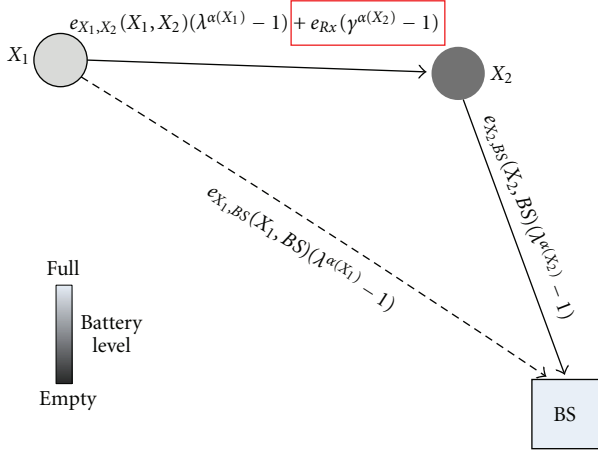 e_{X_1,X_2}(X_1, X_2)(λ^{α(X_1)} − 1) + e_{Rx}(γ^{α(X_2)} − 1)
X_1
X_2
e_{X_2,BS}(X_2, BS)(λ^{α(X_2)} − 1)
e_{X_1,BS}(X_1, BS)(λ^{α(X_1)} − 1)
Full
Battery
level
Empty
BS